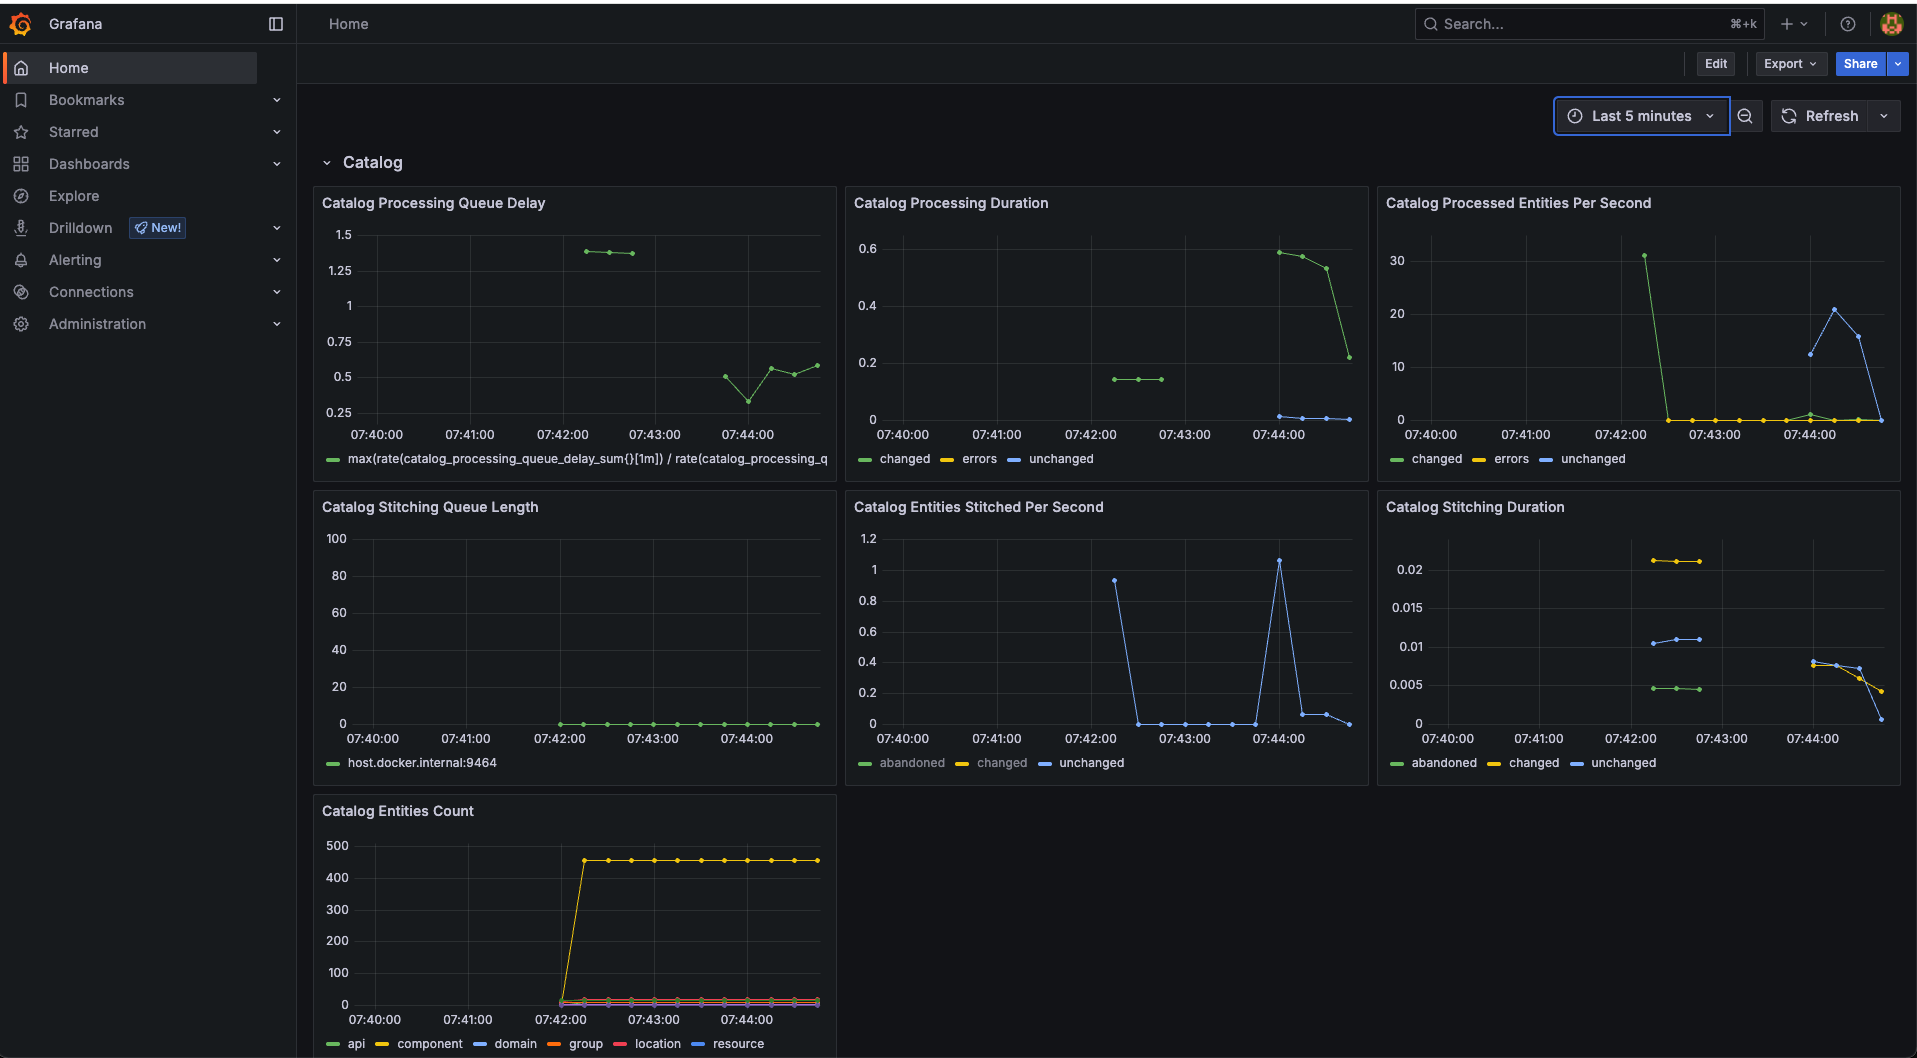 Grafana
Home
Search...
⌘+k
Edit
Export
Share
Home
Bookmarks
Starred
Dashboards
Explore
Drilldown
New!
Alerting
Connections
Administration
Last 5 minutes
Refresh
Catalog
Catalog Processing Queue Delay
1.5
1.25
1
0.75
0.5
0.25
07:40:00 07:41:00 07:42:00 07:43:00 07:44:00
max(rate(catalog_processing_queue_delay_sum{}[1m]) / rate(catalog_processing_q
Catalog Processing Duration
0.6
0.4
0.2
0
07:40:00 07:41:00 07:42:00 07:43:00 07:44:00
changed errors unchanged
Catalog Processed Entities Per Second
30
20
10
0
07:40:00 07:41:00 07:42:00 07:43:00 07:44:00
changed errors unchanged
Catalog Stitching Queue Length
100
80
60
40
20
0
07:40:00 07:41:00 07:42:00 07:43:00 07:44:00
host.docker.internal:9464
Catalog Entities Stitched Per Second
1.2
1
0.8
0.6
0.4
0.2
0
07:40:00 07:41:00 07:42:00 07:43:00 07:44:00
abandoned changed unchanged
Catalog Stitching Duration
0.02
0.015
0.01
0.005
0
07:40:00 07:41:00 07:42:00 07:43:00 07:44:00
abandoned changed unchanged
Catalog Entities Count
500
400
300
200
100
0
07:40:00 07:41:00 07:42:00 07:43:00 07:44:00
api component domain group location resource